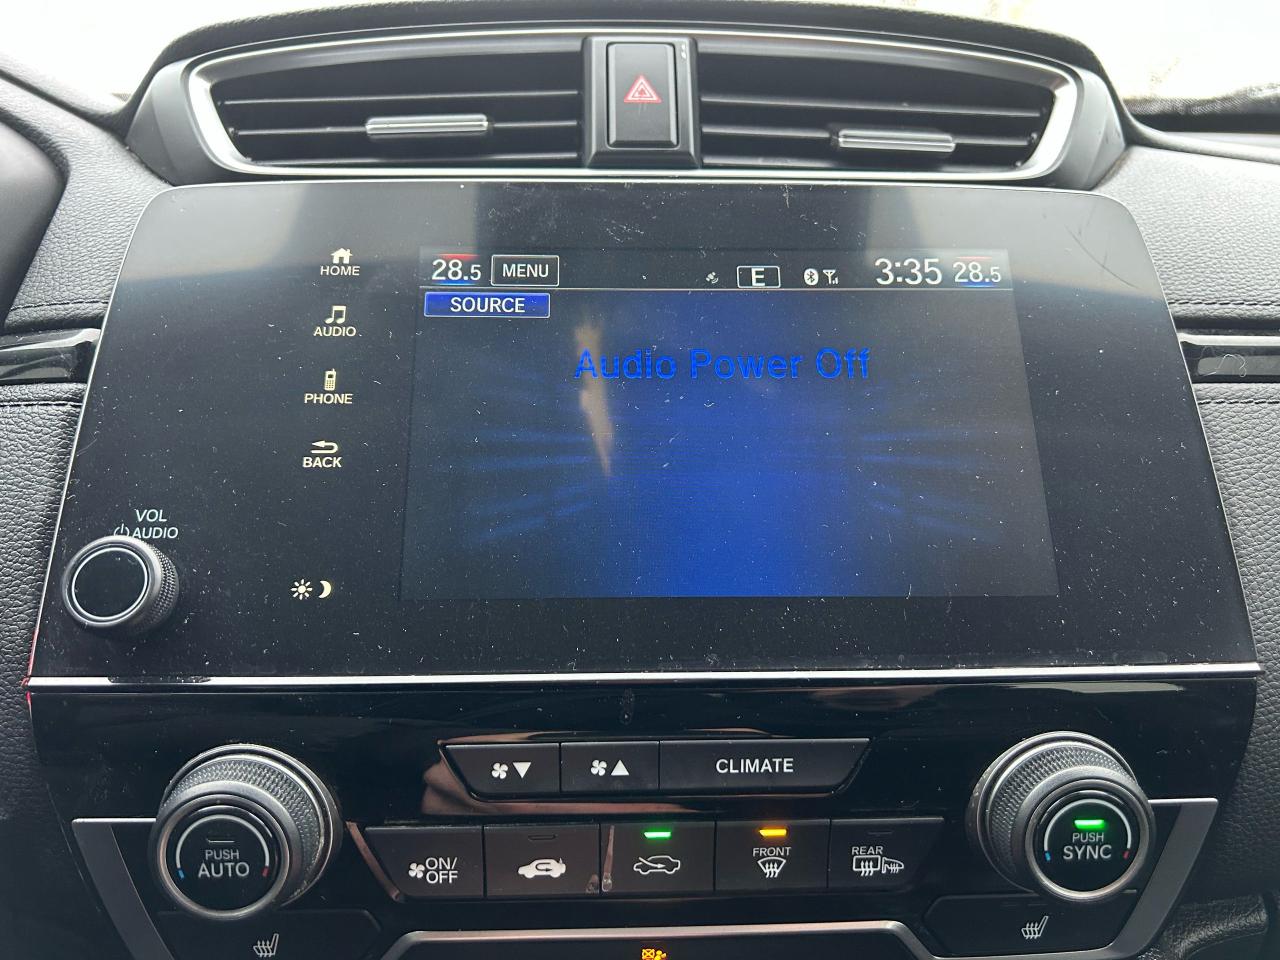 28.5 MENU E 3:35 28.5
SOURCE
Audio Power Off
HOME
AUDIO
PHONE
BACK
VOL
AUDIO
CLIMATE
PUSH
AUTO
ON/
OFF
FRONT
REAR
PUSH
SYNC